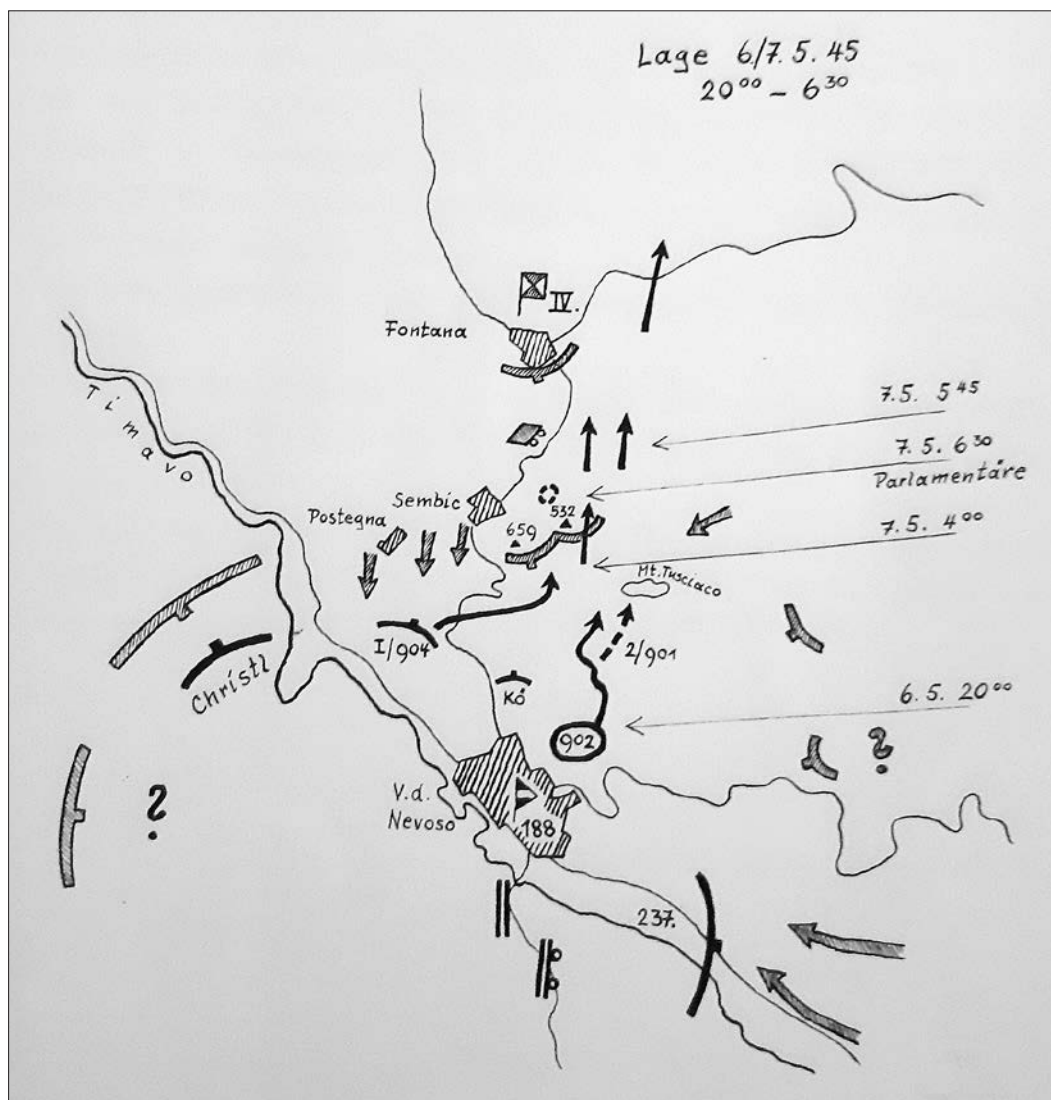 Lage 6./7. 5. 45
20⁰⁰ – 6³⁰
IV.
Fontana
Timavo
7. 5. 5⁴⁵
7. 5. 6³⁰
Parlamentäre
7. 5. 4⁰⁰
Sembic
Postegna
532
659
Mt. Tusciaco
I/904
2/901
Christl
Kö
6. 5. 20⁰⁰
902
?
?
V. d.
Nevoso
188
237.